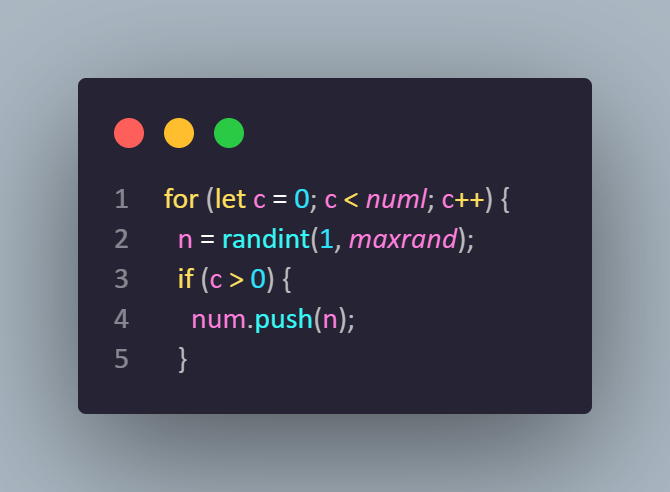 1 for (let c = 0; c < numl; c++) {
2 n = randint(1, maxrand);
3 if (c > 0) {
4 num.push(n);
5 }